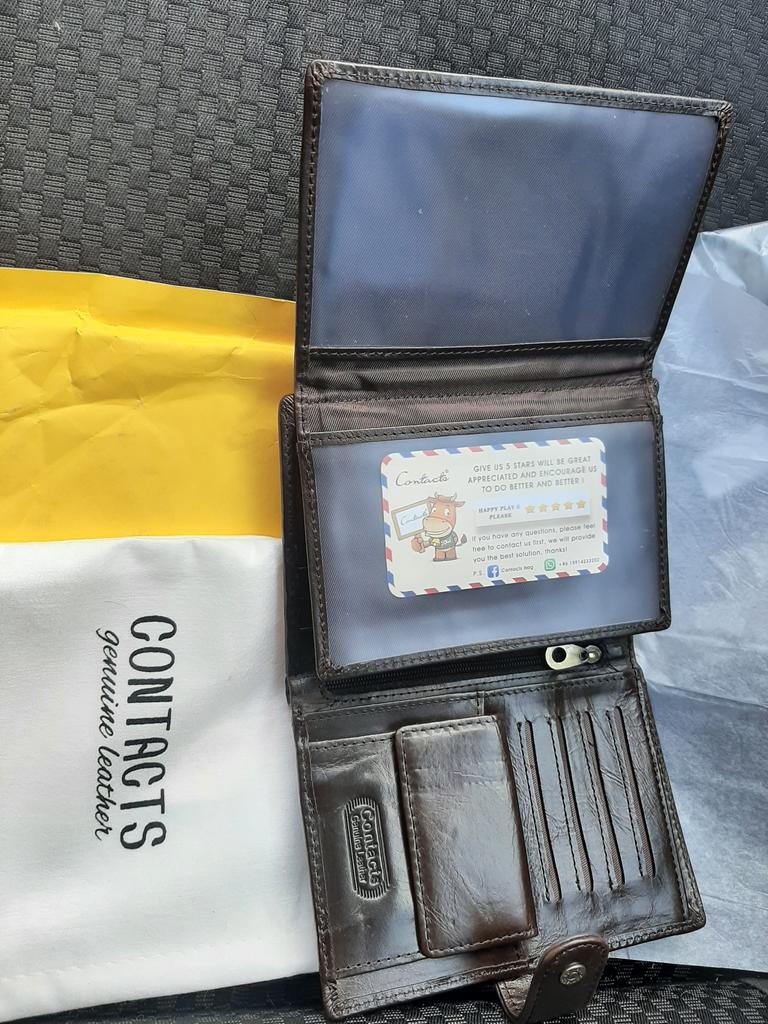 CONTACTS
genuine leather
Contacts®
GIVE US 5 STARS WILL BE GREAT
APPRECIATED AND ENCOURAGE US
TO DO BETTER AND BETTER !
HAPPY PLAY &
PLEASE
Contacts
If you have any questions, please feel
free to contact us first, we will provide
you the best solution, thanks!
P.S. Contacts bag
Contacts
Genuine Leather